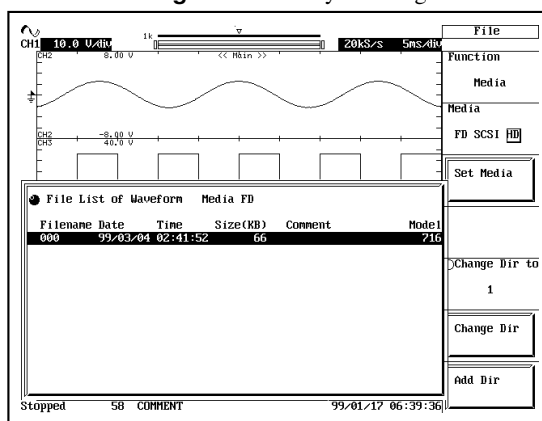 File
CH1 10.0 V/div 1k 20kS/s 5ms/div
CH2 8.00 V << Main >>
Function
Media
Media
FD SCSI HD
CH2 -8.00 V
CH3 40.0 V
Set Media
File List of Waveform Media FD
Filename Date Time Size(KB) Comment Model
000 99/03/04 02:41:52 66 716
Change Dir to
1
Change Dir
Add Dir
Stopped 58 COMMENT 99/01/17 06:39:36